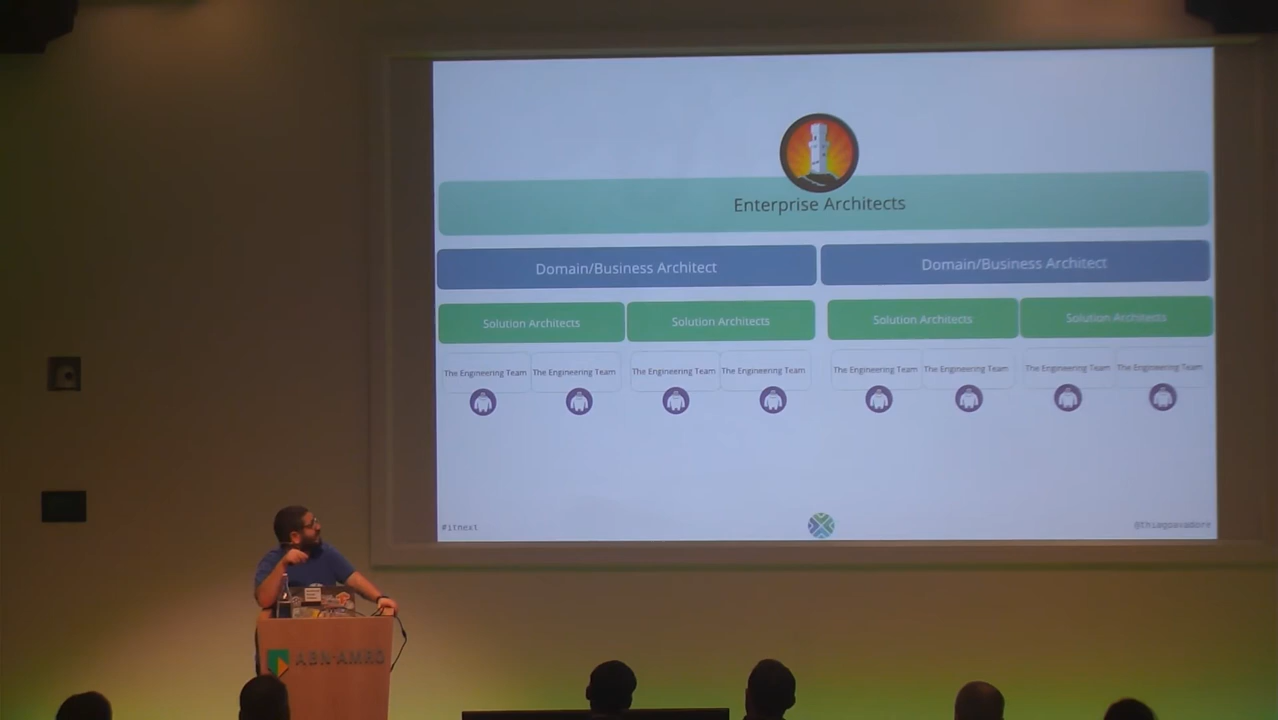 Enterprise Architects
Domain/Business Architect Domain/Business Architect
Solution Architects Solution Architects Solution Architects Solution Architects
The Engineering Team The Engineering Team The Engineering Team The Engineering Team The Engineering Team The Engineering Team The Engineering Team The Engineering Team
#itnext @thiagoavadore
ABN·AMRO